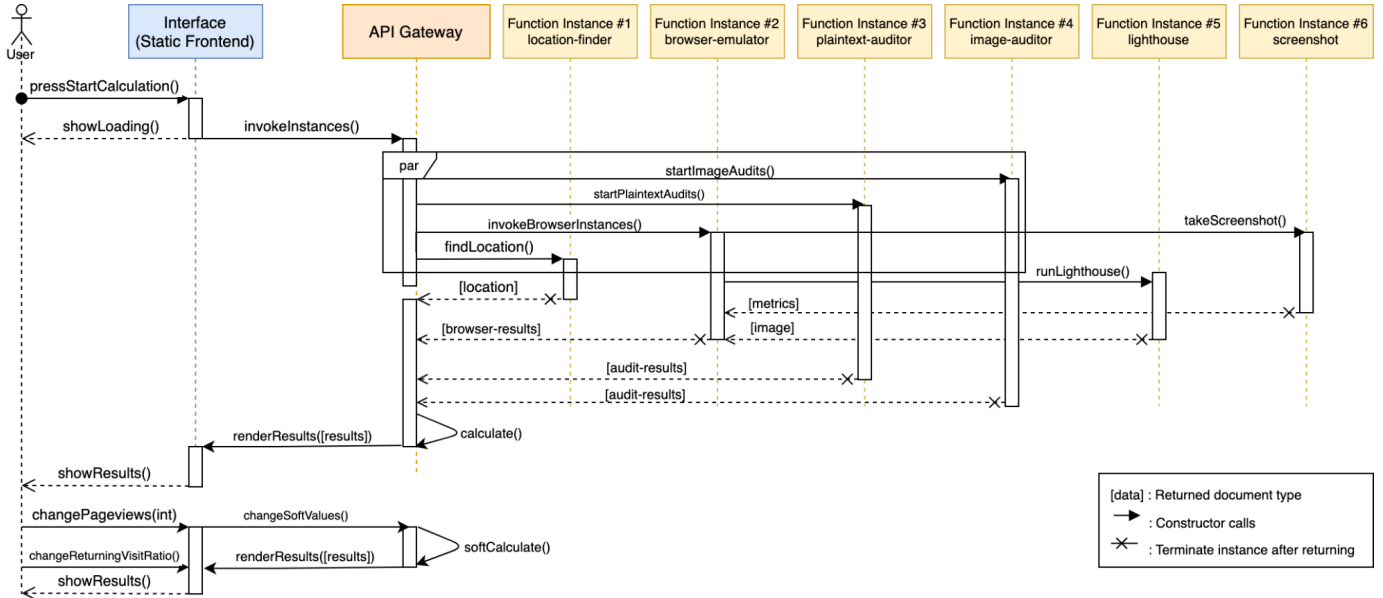 Interface
(Static Frontend)
API Gateway
Function Instance #1
location-finder
Function Instance #2
browser-emulator
Function Instance #3
plaintext-auditor
Function Instance #4
image-auditor
Function Instance #5
lighthouse
Function Instance #6
screenshot
User
pressStartCalculation()
showLoading()
invokeInstances()
par
startImageAudits()
startPlaintextAudits()
invokeBrowserInstances()
takeScreenshot()
findLocation()
runLighthouse()
[location]
[metrics]
[browser-results]
[image]
[audit-results]
[audit-results]
calculate()
renderResults([results])
showResults()
changePageviews(int)
changeSoftValues()
softCalculate()
changeReturningVisitRatio()
renderResults([results])
showResults()
[data] : Returned document type
: Constructor calls
: Terminate instance after returning